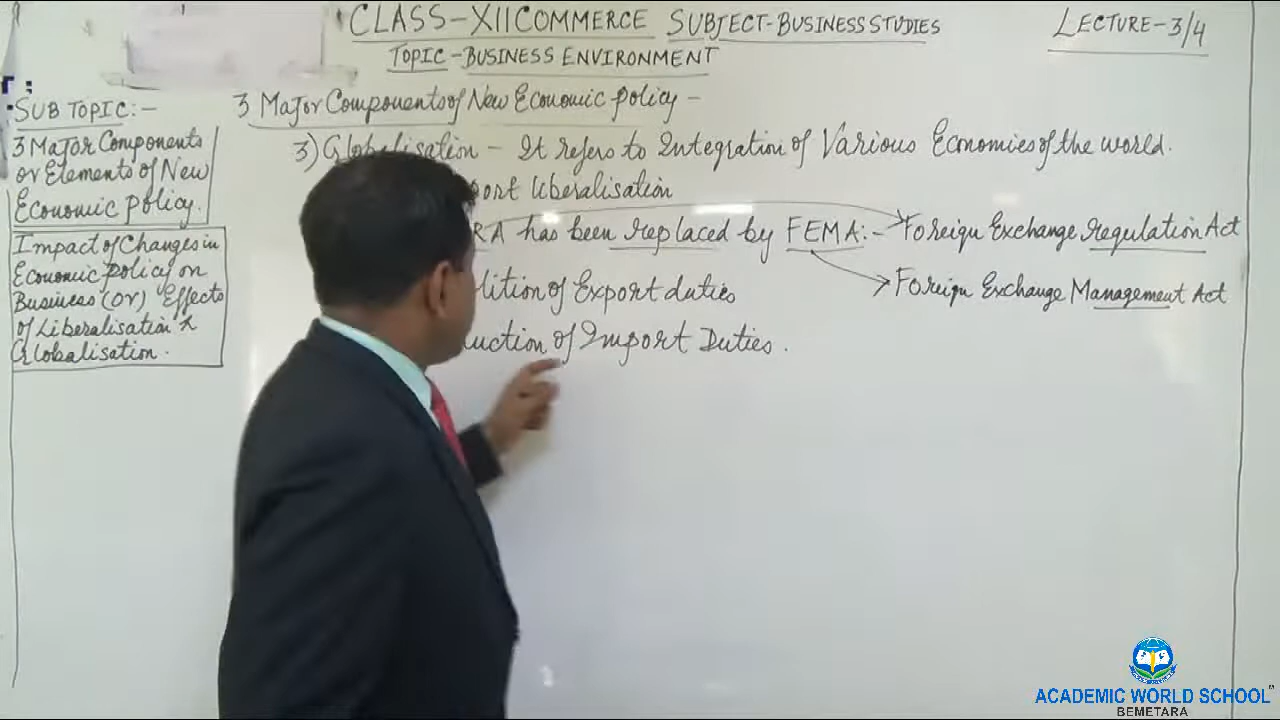 CLASS-XII COMMERCE SUBJECT-BUSINESS STUDIES
LECTURE-3/4
TOPIC-BUSINESS ENVIRONMENT
SUB TOPIC:-
3 Major Components
or Elements of New
Economic Policy.
Impact of Changes in
Economic Policy on
Business (or) Effects
of Liberalisation &
Globalisation.
3 Major Components of New Economic Policy -
3) Globalisation - It refers to Integration of Various Economies of the world.
port liberalisation
RA has been replaced by FEMA:- Foreign Exchange Regulation Act
Foreign Exchange Management Act
lition of Export duties
uction of Import Duties.
ACADEMIC WORLD SCHOOL
BEMETARA